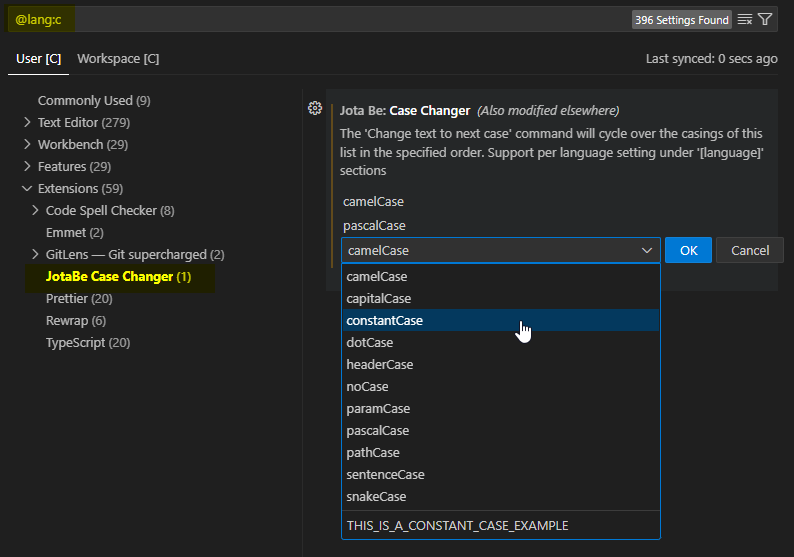 @lang:c
396 Settings Found
User [C] Workspace [C]
Last synced: 0 secs ago
Commonly Used (9)
Text Editor (279)
Workbench (29)
Features (29)
Extensions (59)
Code Spell Checker (8)
Emmet (2)
GitLens — Git supercharged (2)
JotaBe Case Changer (1)
Prettier (20)
Rewrap (6)
TypeScript (20)
Jota Be: Case Changer (Also modified elsewhere)
The 'Change text to next case' command will cycle over the casings of this
list in the specified order. Support per language setting under '[language]'
sections
camelCase
pascalCase
camelCase
OK
Cancel
camelCase
capitalCase
constantCase
dotCase
headerCase
noCase
paramCase
pascalCase
pathCase
sentenceCase
snakeCase
THIS_IS_A_CONSTANT_CASE_EXAMPLE